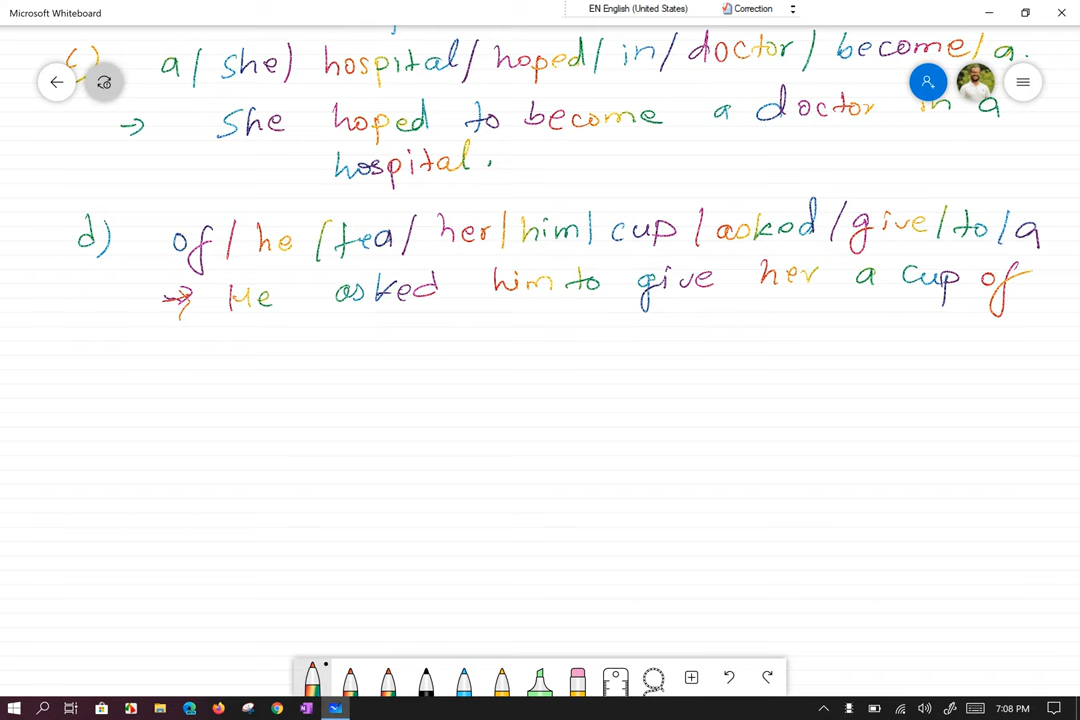 Microsoft Whiteboard
EN English (United States)
Correction
c) a/ she) hospital/ hoped/ in/ doctor/ become/a.
→ She hoped to become a doctor in a
hospital.
d) of/ he /tea/ her/him/ cup /asked/give/to/a
→ He asked him to give her a cup of
7:08 PM